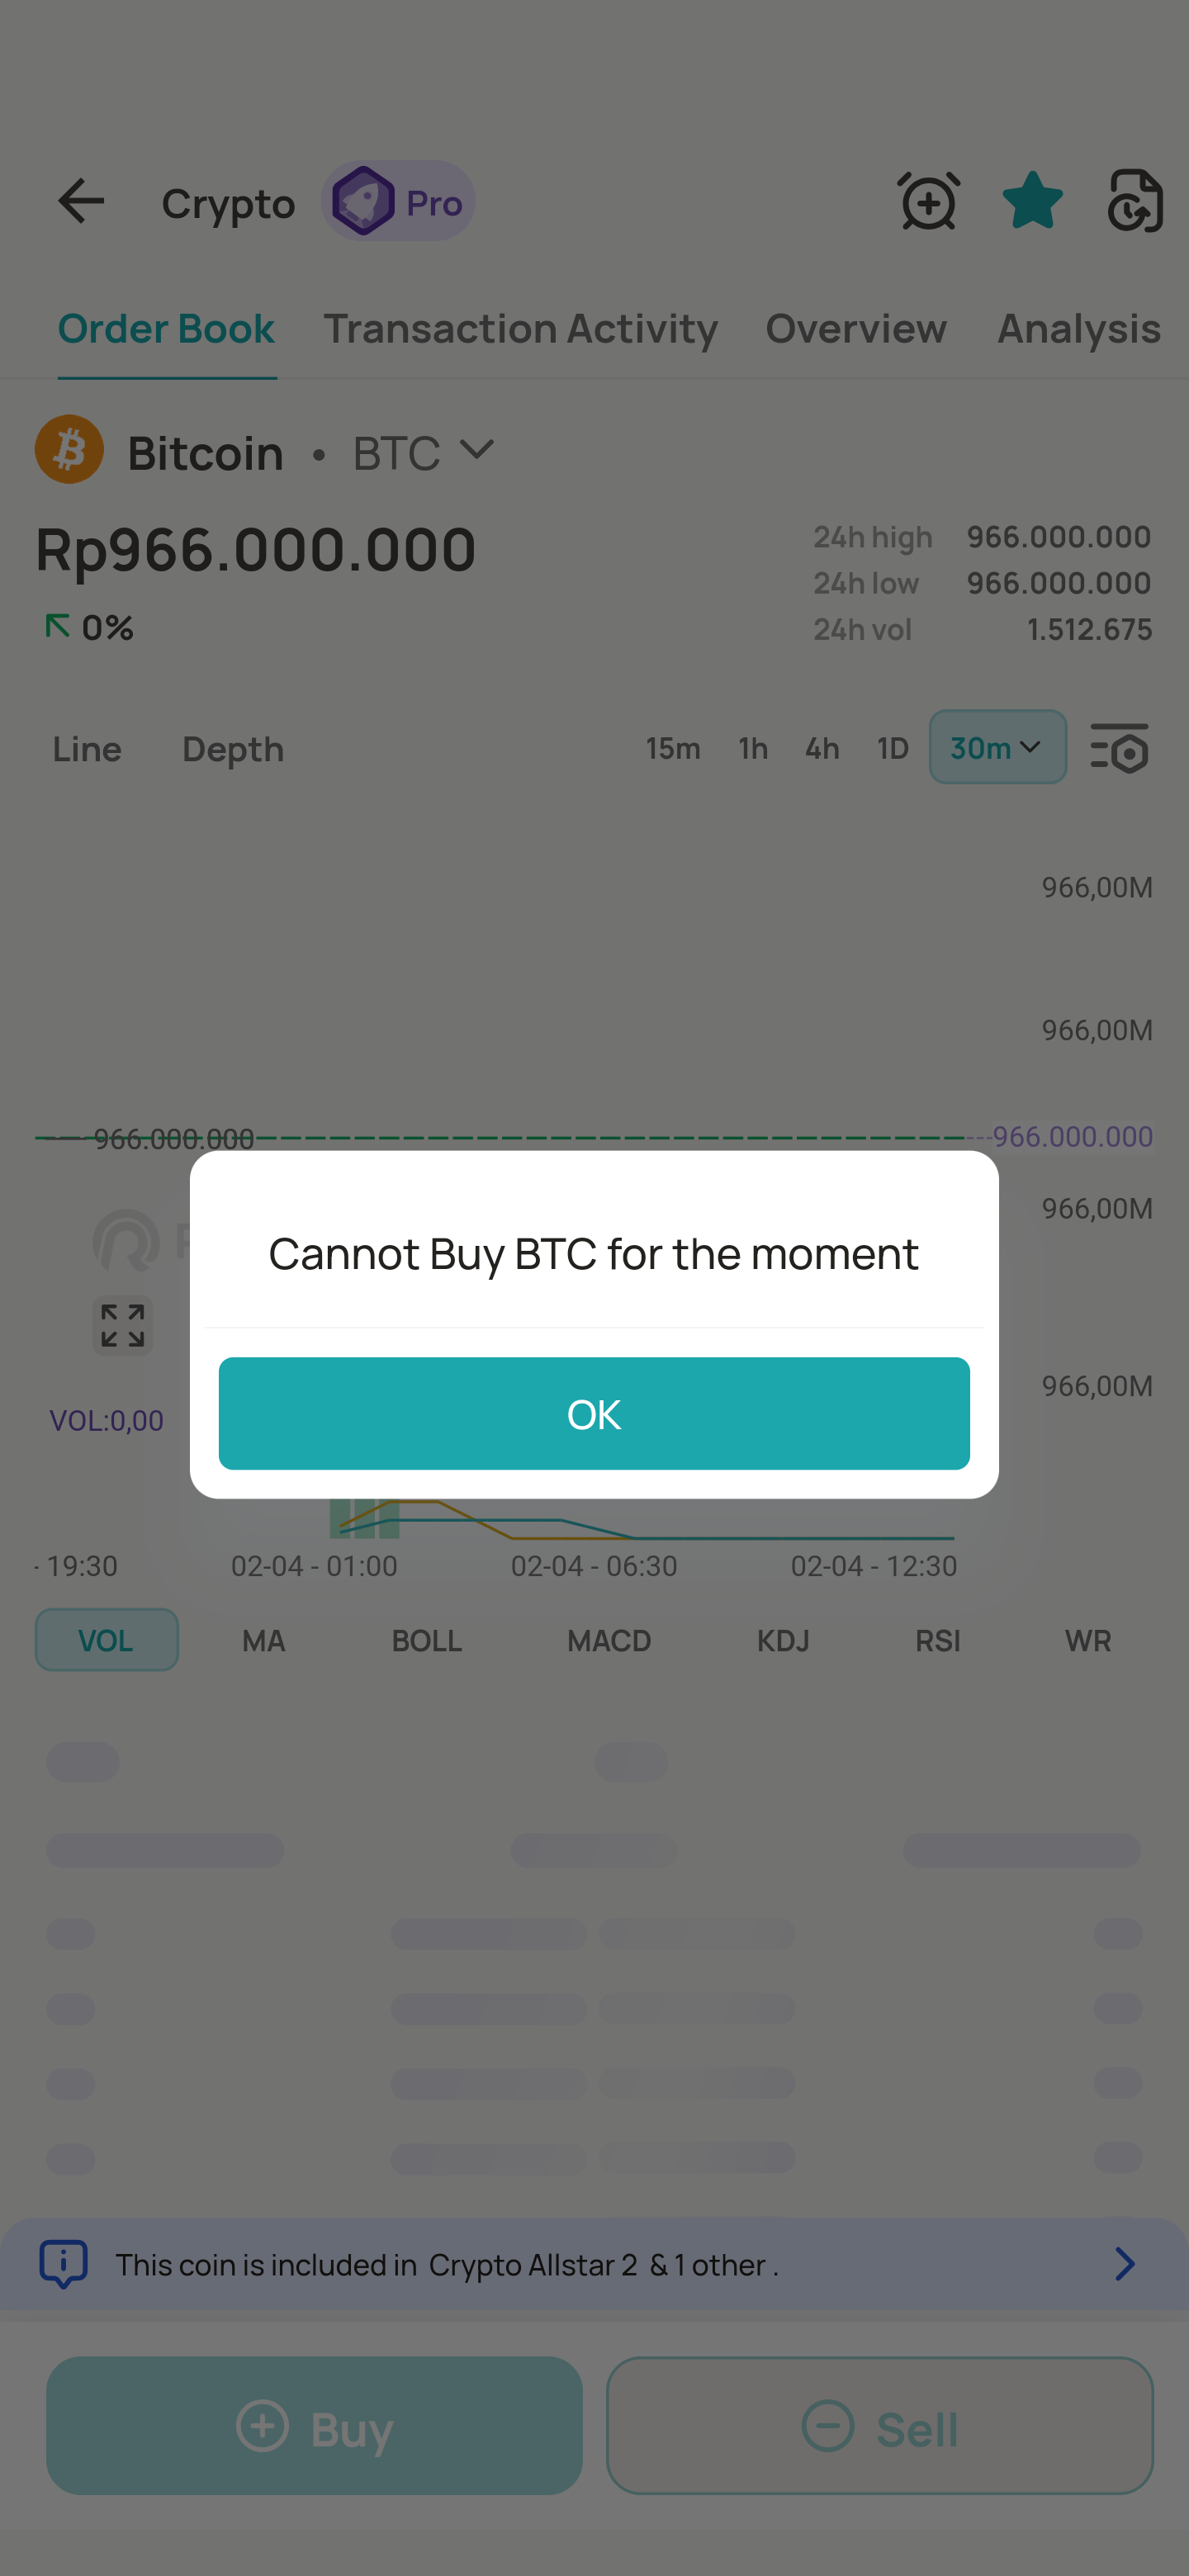 Crypto Pro
Order Book Transaction Activity Overview Analysis
Bitcoin • BTC
Rp966.000.000
24h high 966.000.000
24h low 966.000.000
0%
24h vol 1.512.675
Line Depth 15m 1h 4h 1D 30m
966,00M
966,00M
966.000.000 966.000.000
966,00M
Cannot Buy BTC for the moment
966,00M
OK
VOL:0,00
- 19:30 02-04 - 01:00 02-04 - 06:30 02-04 - 12:30
VOL MA BOLL MACD KDJ RSI WR
This coin is included in Crypto Allstar 2 & 1 other .
Buy Sell